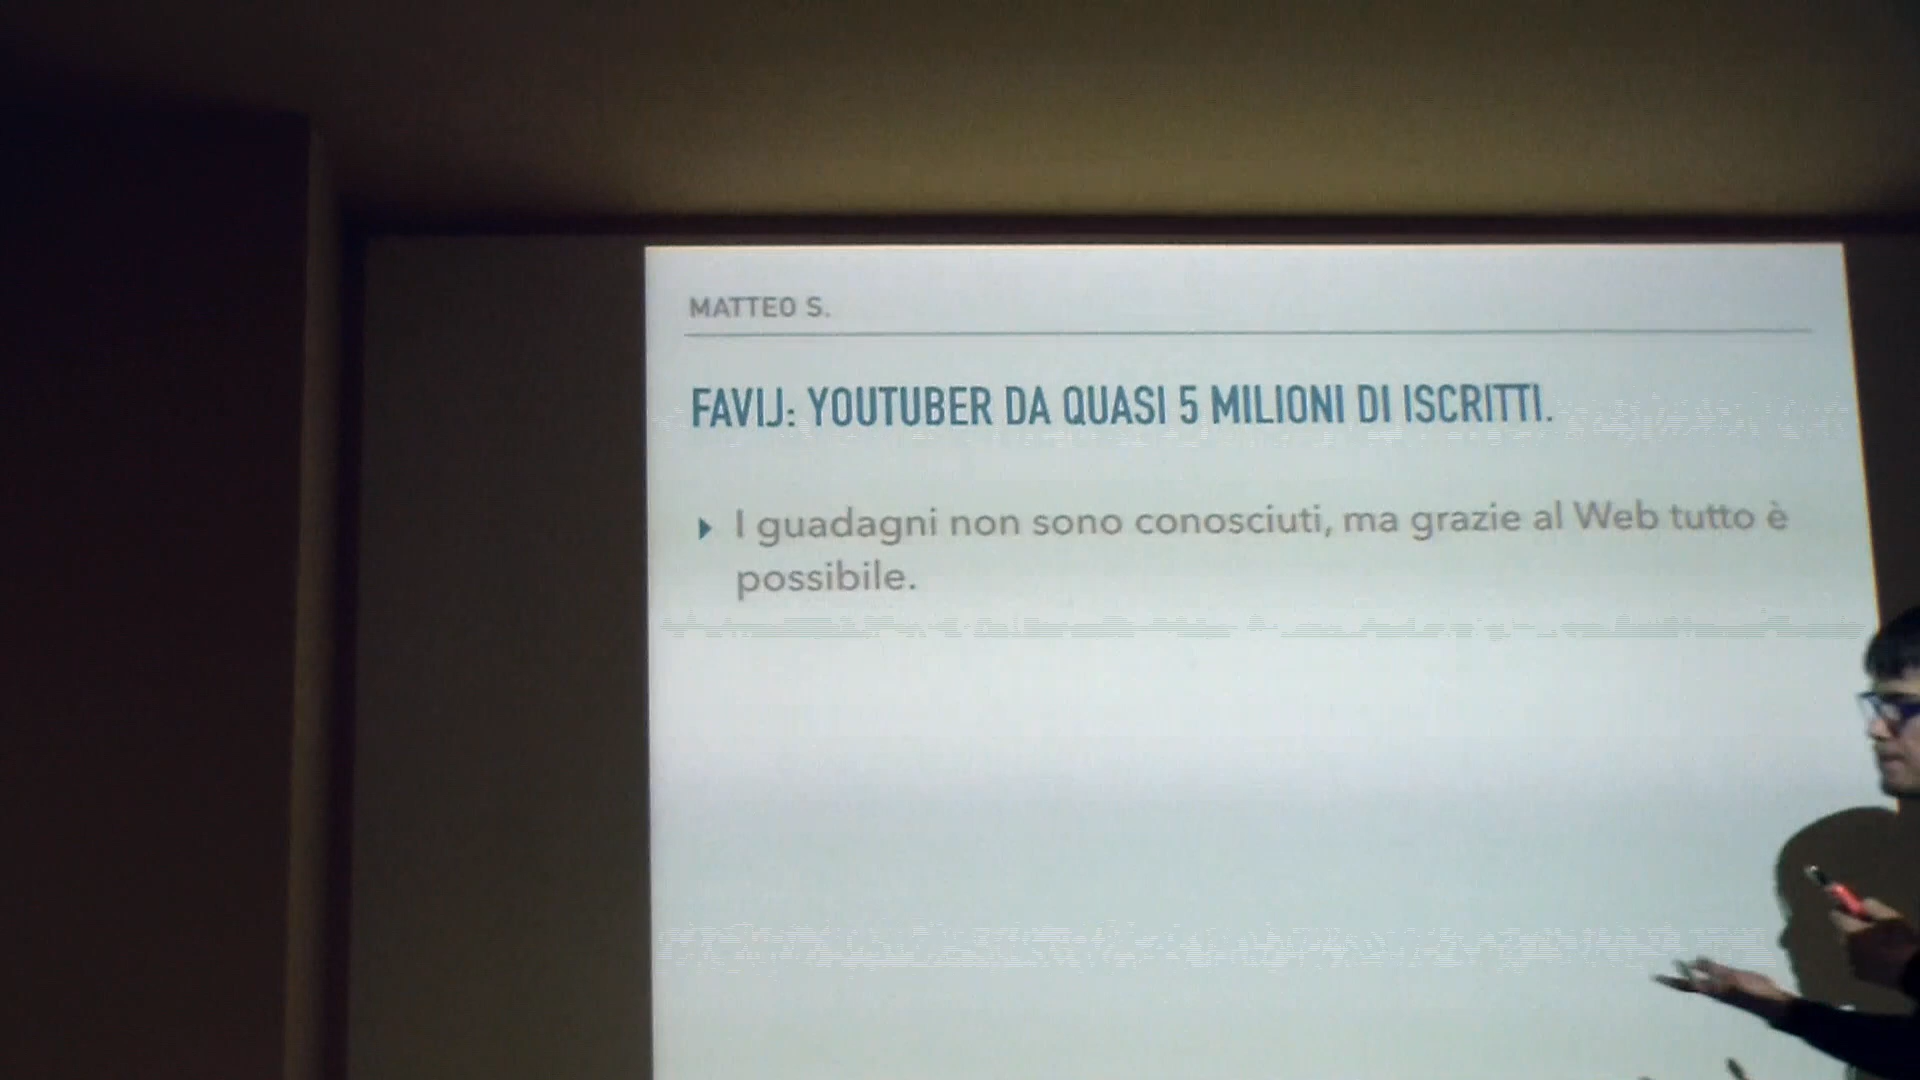 MATTEO S.
FAVIJ: YOUTUBER DA QUASI 5 MILIONI DI ISCRITTI.
I guadagni non sono conosciuti, ma grazie al Web tutto è
possibile.